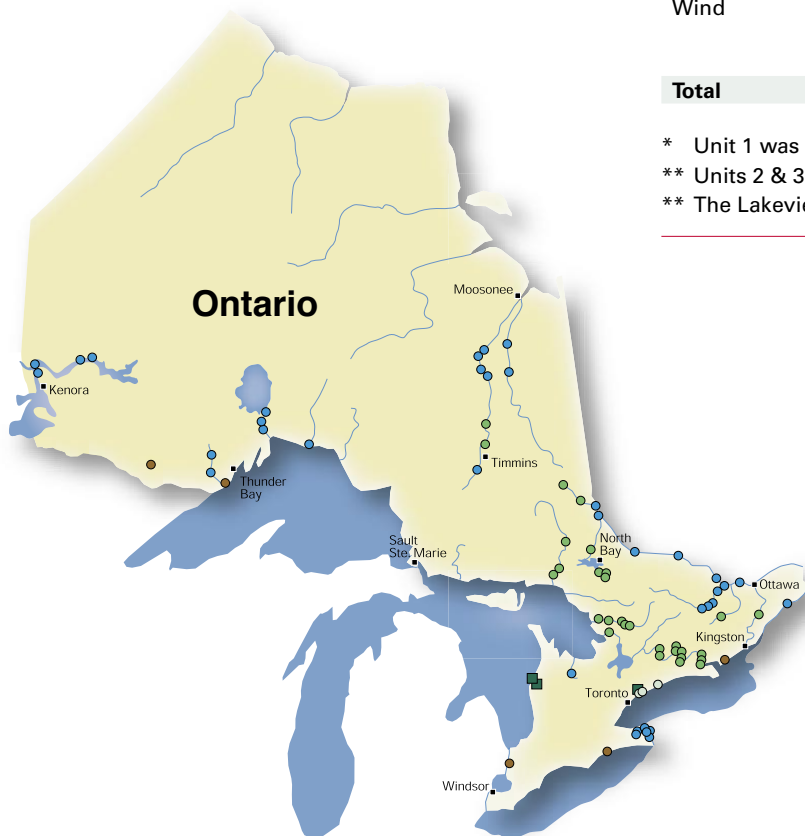 Wind
Total
* Unit 1 was
** Units 2 & 3
** The Lakevie
Ontario
Moosonee
Kenora
Timmins
Thunder
Bay
Sault
Ste. Marie
North
Bay
Ottawa
Kingston
Toronto
Windsor